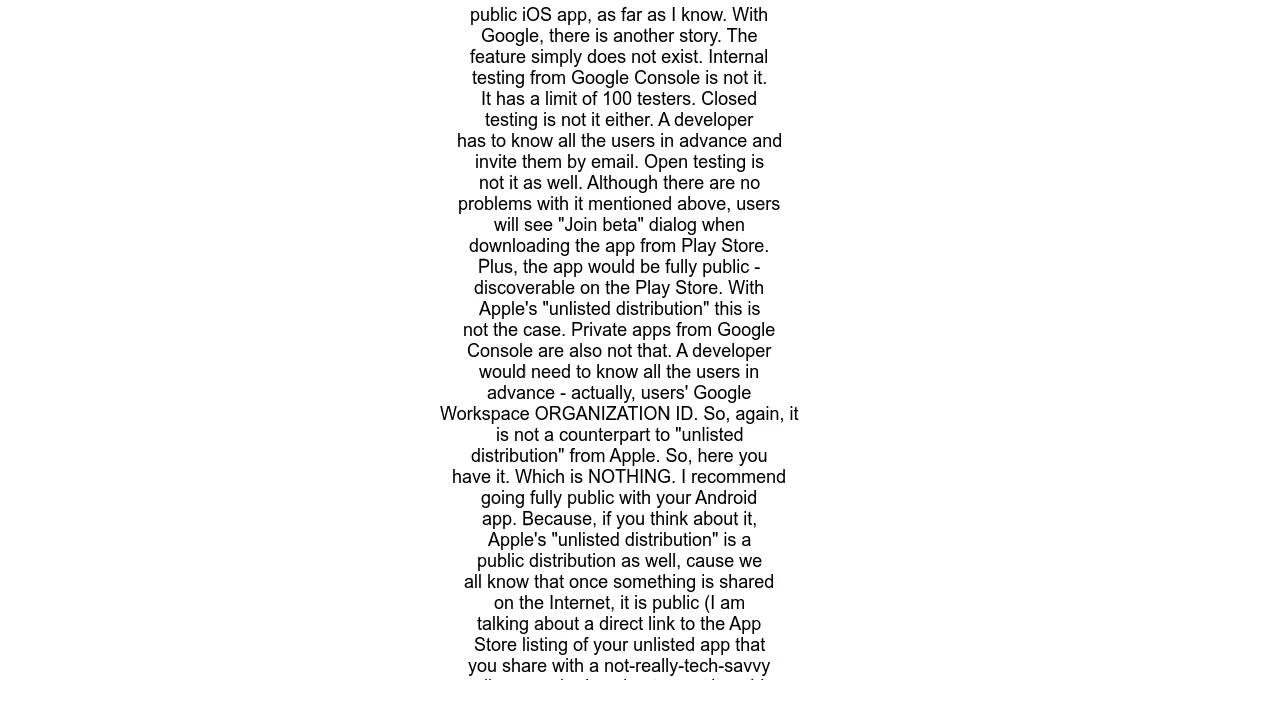 public iOS app, as far as I know. With
Google, there is another story. The
feature simply does not exist. Internal
testing from Google Console is not it.
It has a limit of 100 testers. Closed
testing is not it either. A developer
has to know all the users in advance and
invite them by email. Open testing is
not it as well. Although there are no
problems with it mentioned above, users
will see "Join beta" dialog when
downloading the app from Play Store.
Plus, the app would be fully public -
discoverable on the Play Store. With
Apple's "unlisted distribution" this is
not the case. Private apps from Google
Console are also not that. A developer
would need to know all the users in
advance - actually, users' Google
Workspace ORGANIZATION ID. So, again, it
is not a counterpart to "unlisted
distribution" from Apple. So, here you
have it. Which is NOTHING. I recommend
going fully public with your Android
app. Because, if you think about it,
Apple's "unlisted distribution" is a
public distribution as well, cause we
all know that once something is shared
on the Internet, it is public (I am
talking about a direct link to the App
Store listing of your unlisted app that
you share with a not-really-tech-savvy